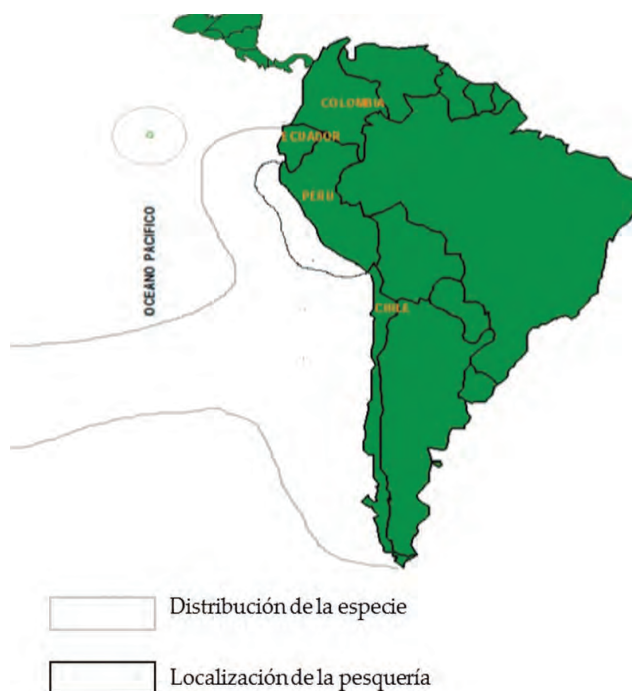 COLOMBIA
ECUADOR
PERU
OCEANO PACIFICO
CHILE
Distribución de la especie
Localización de la pesquería